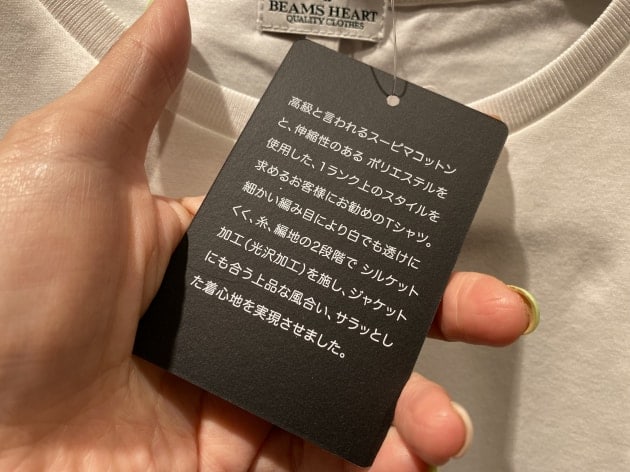 BEAMS HEART
QUALITY CLOTHES
高級と言われるスーピマコットン
と、伸縮性のある ポリエステルを
使用した、1ランク上のスタイルを
求めるお客様にお勧めのTシャツ。
細かい編み目により白でも透けに
くく、糸、編地の2段階で シルケット
加工(光沢加工)を施し、ジャケット
にも合う上品な風合い、サラッとし
た着心地を実現させました。